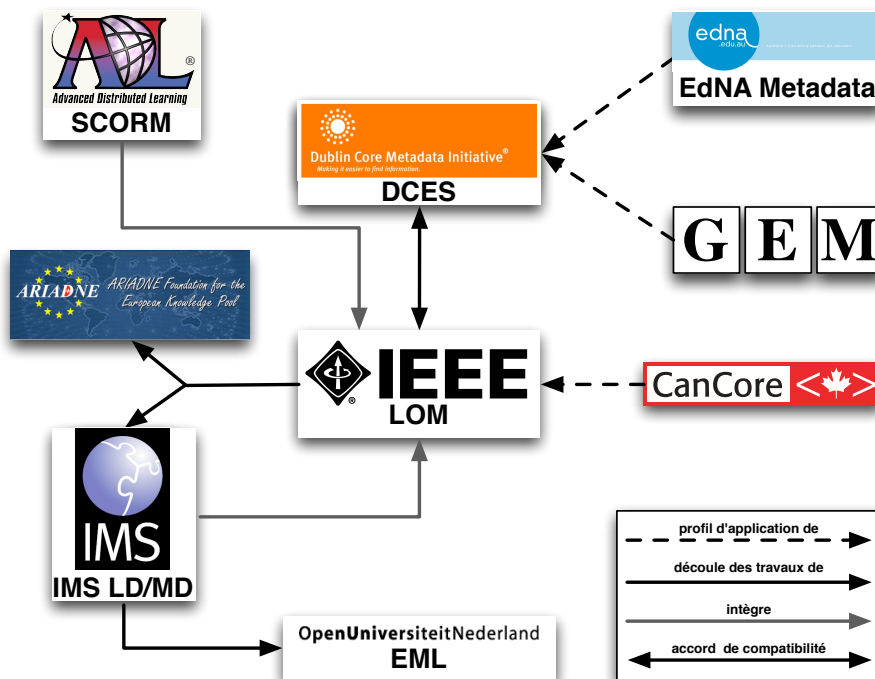 Advanced Distributed Learning
®
SCORM
edna
.edu.au
EdNA Metadata
Dublin Core Metadata Initiative®
Making it easier to find information.
DCES
G E M
ARIADNE
ARIADNE Foundation for the
European Knowledge Pool
IEEE
®
LOM
CanCore <>
IMS
IMS LD/MD
OpenUniversiteitNederland
EML
profil d'application de
découle des travaux de
intègre
accord de compatibilité